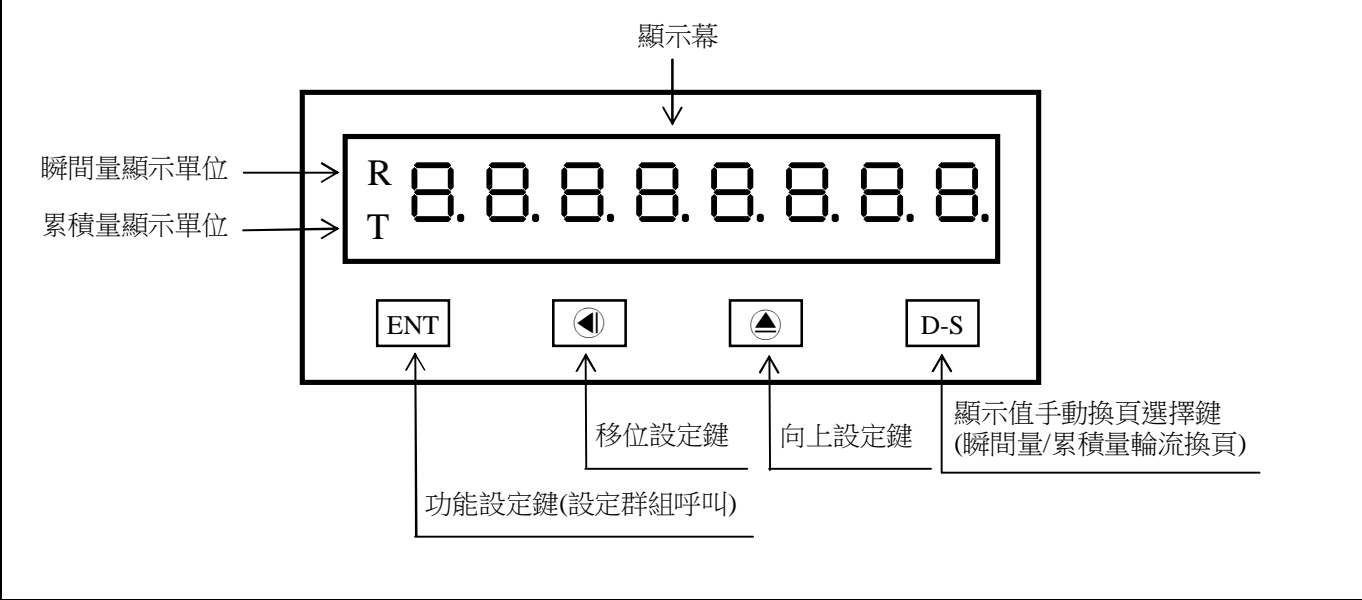 顯示幕
瞬間量顯示單位
R
8.8.8.8.8.8.8.8.
累積量顯示單位
T
ENT
D-S
移位設定鍵
向上設定鍵
顯示值手動換頁選擇鍵
(瞬間量/累積量輪流換頁)
功能設定鍵(設定群組呼叫)